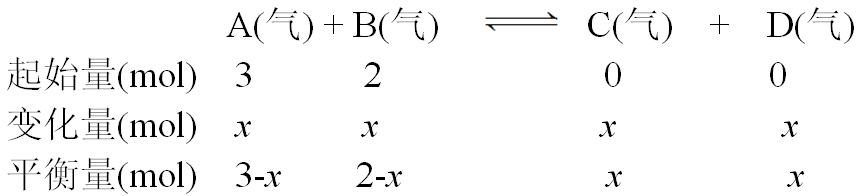 A(气) + B(气) ⇌ C(气) + D(气)
起始量(mol) 3 2 0 0
变化量(mol) x x x x
平衡量(mol) 3-x 2-x x x